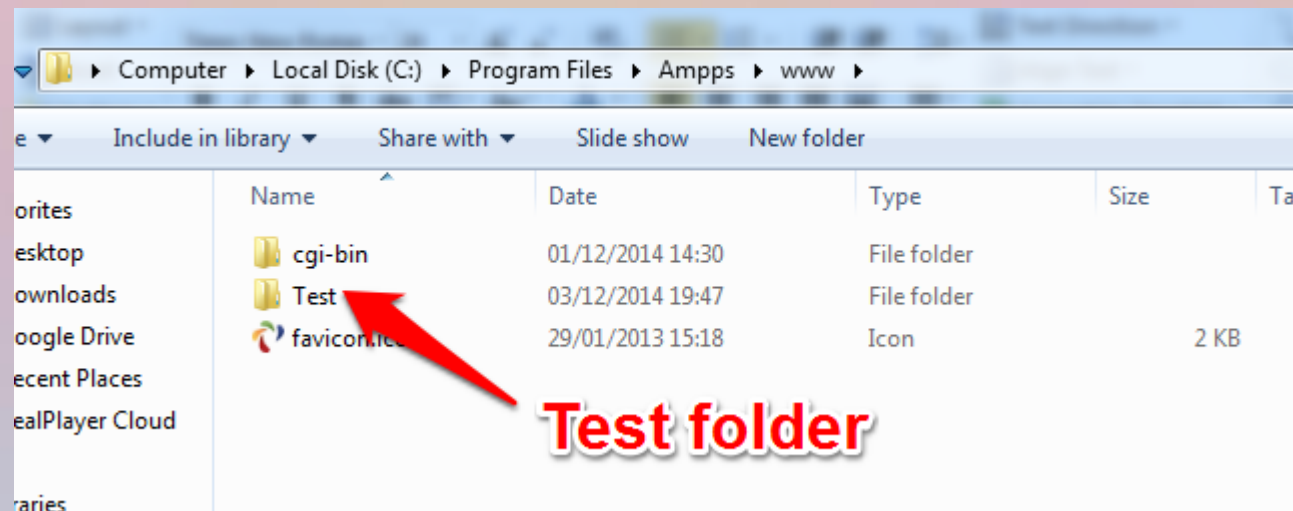 Computer Local Disk (C:) Program Files Ampps www
e Include in library Share with Slide show New folder
Name Date Type Size Ta
orites
esktop
ownloads
oogle Drive
ecent Places
ealPlayer Cloud
raries
cgi-bin 01/12/2014 14:30 File folder
Test 03/12/2014 19:47 File folder
favicon.ico 29/01/2013 15:18 Icon 2 KB
Test folder